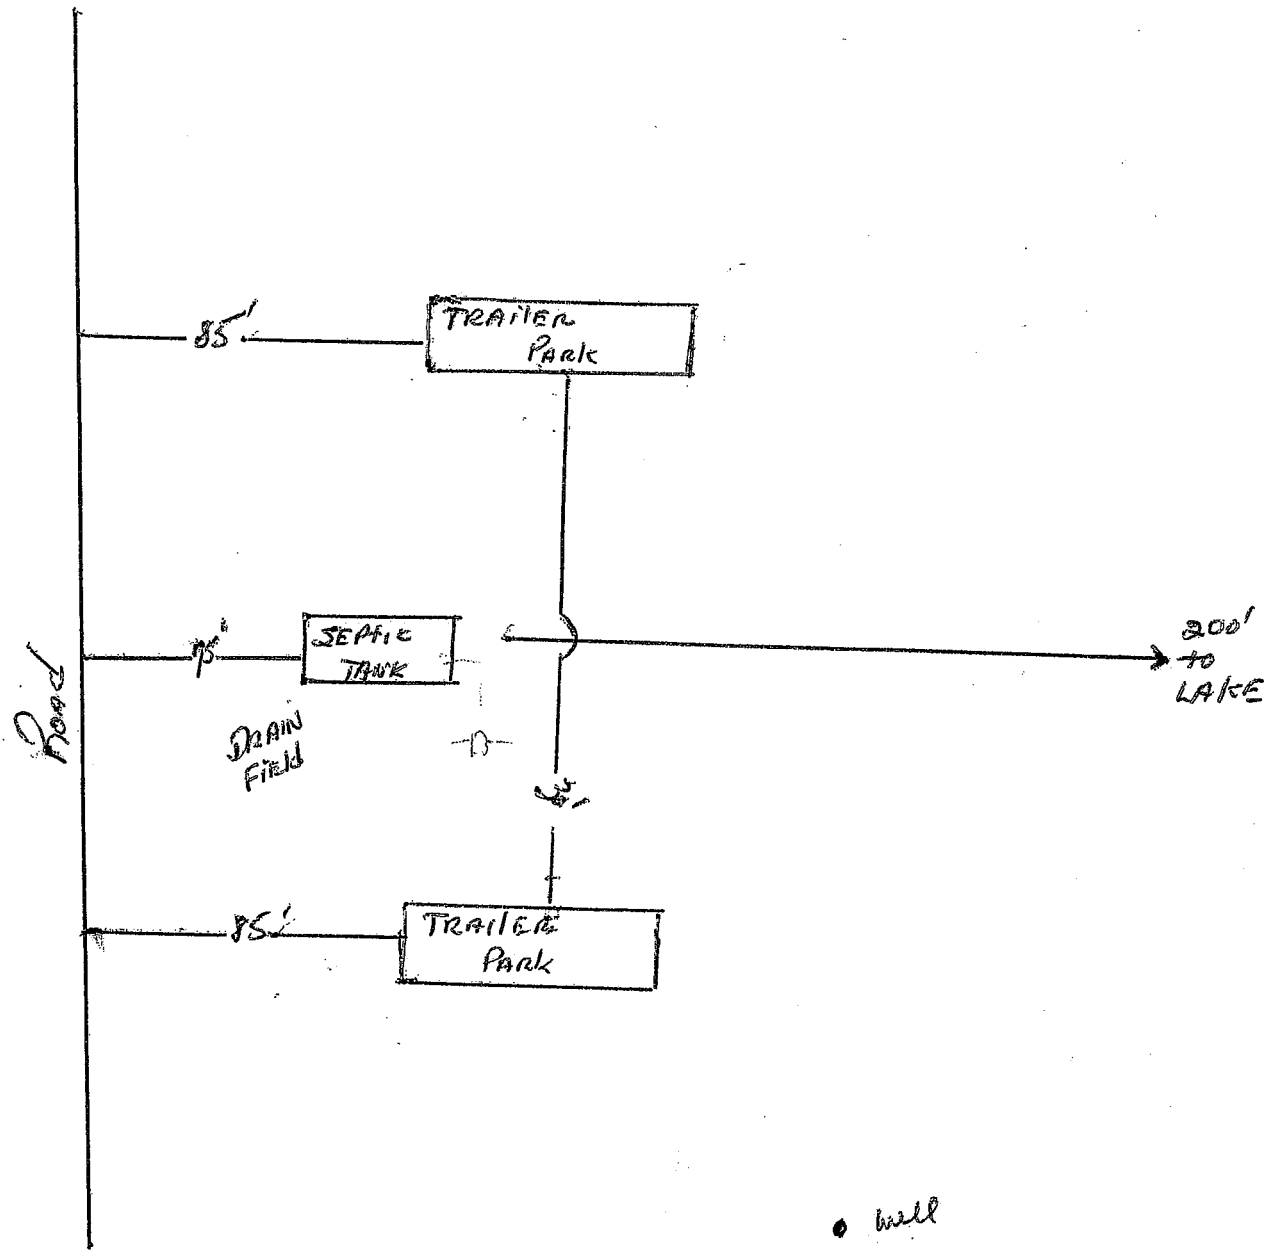 85'
TRAilER
PARK
200'
to
LAKE
SEPtic
TANK
ROAD
DRAIN
FiElD
85'
TRAilER
PARK
well